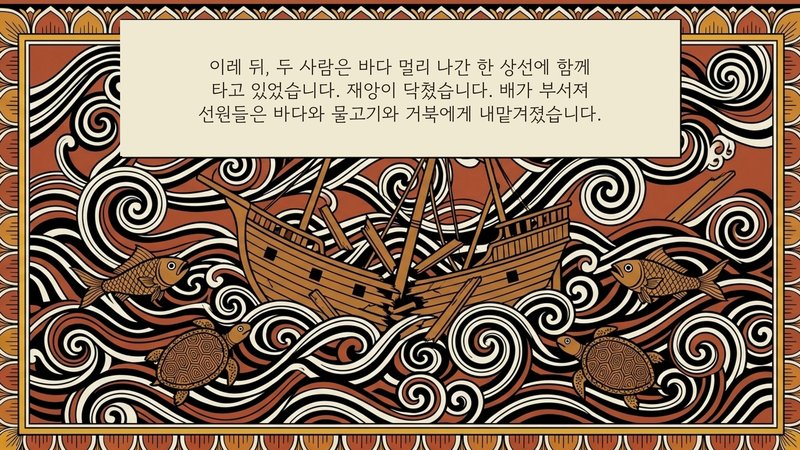 이레 뒤, 두 사람은 바다 멀리 나간 한 상선에 함께
타고 있었습니다. 재앙이 닥쳤습니다. 배가 부서져
선원들은 바다와 물고기와 거북에게 내맡겨졌습니다.